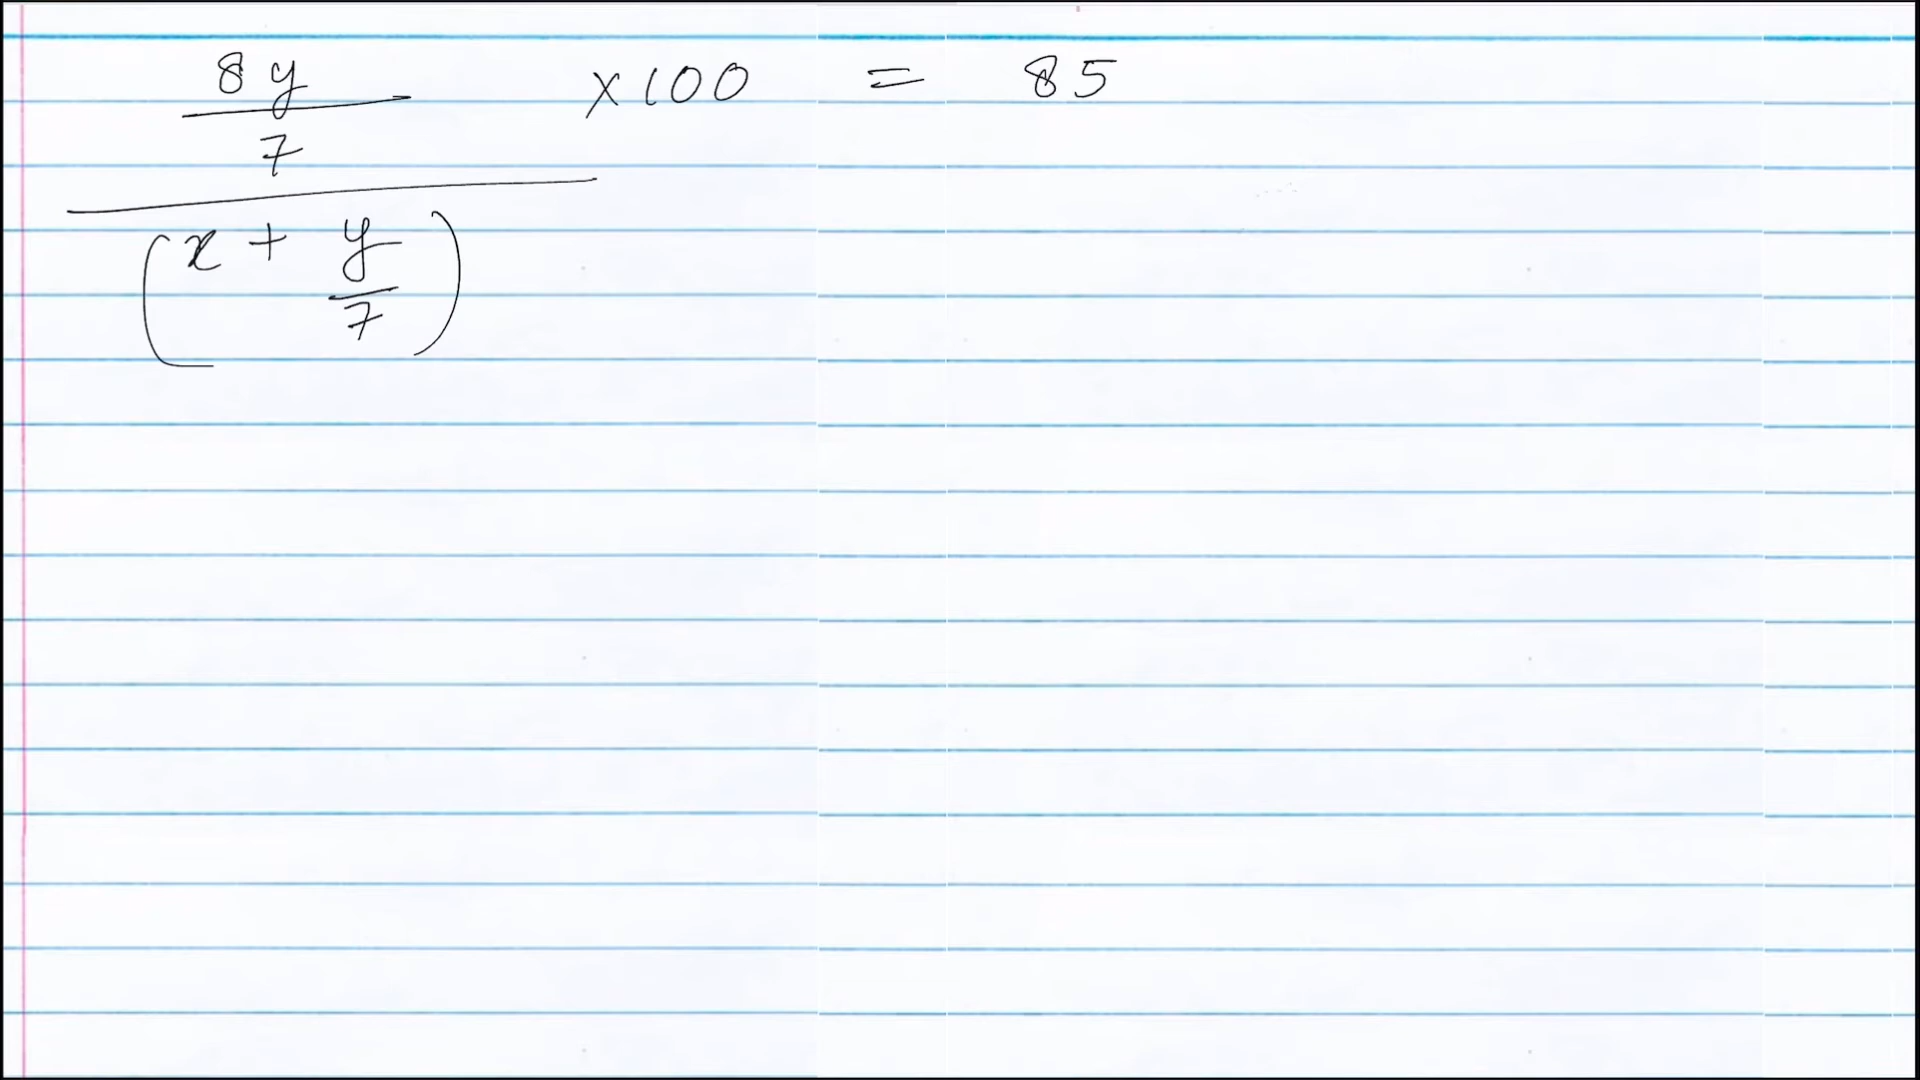 8y/7 × 100 = 85
(x + y/7)